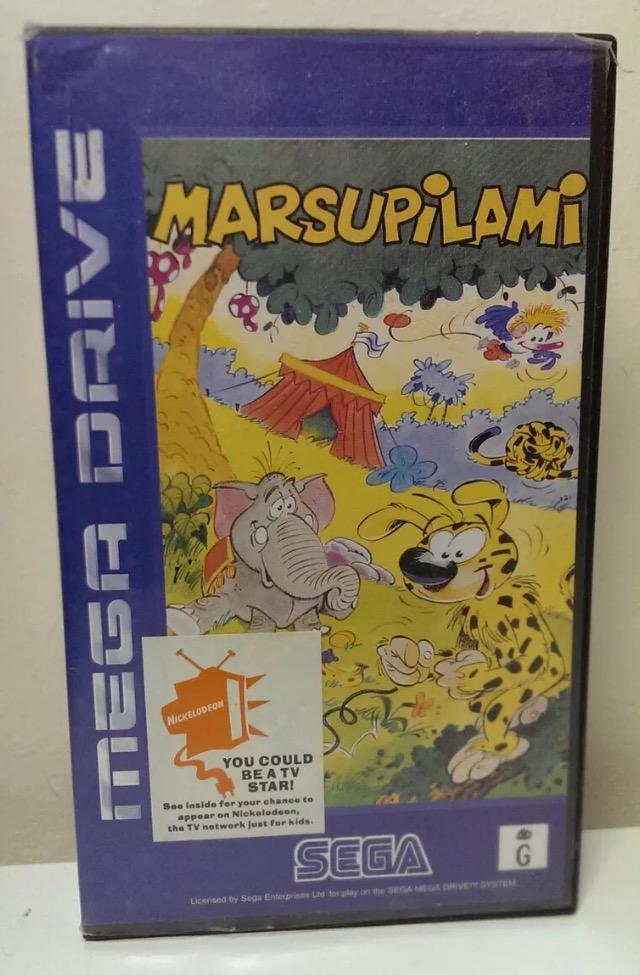 MEGA DRIVE
MARSUPiLAMi
NICKELODEON
YOU COULD
BE A TV
STAR!
See inside for your chance to
appear on Nickelodeon,
the TV network just for kids.
SEGA
G
Licensed by Sega Enterprises Ltd for play on the SEGA MEGA DRIVE™ SYSTEM.